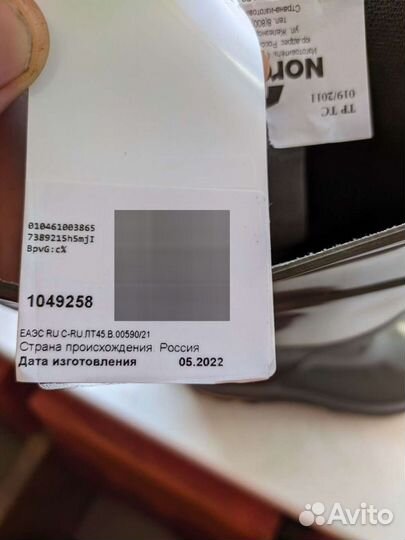 010461003865
7389215h5mjI
BpvG:c%
1049258
ЕАЭС RU C-RU.ЛТ45.В.00590/21
Страна происхождения. Россия
Дата изготовления 05.2022
Nor
ТР ТС
019/2011
Avito